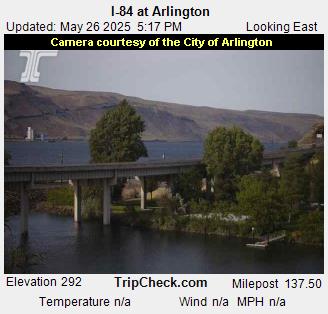 I-84 at Arlington
Updated: May 26 2025 5:17 PM Looking East
Camera courtesy of the City of Arlington
Elevation 292 TripCheck.com Milepost 137.50
Temperature n/a Wind n/a MPH n/a